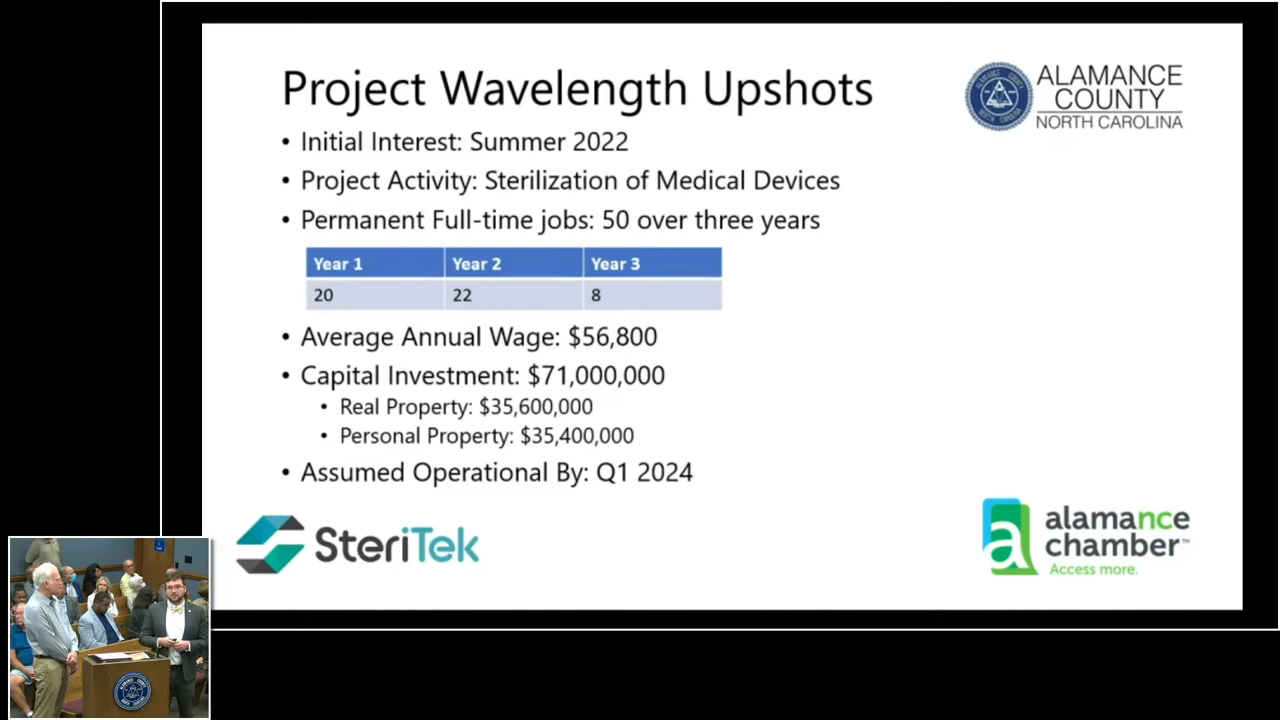 Project Wavelength Upshots
ALAMANCE
COUNTY
NORTH CAROLINA
• Initial Interest: Summer 2022
• Project Activity: Sterilization of Medical Devices
• Permanent Full-time jobs: 50 over three years
Year 1 Year 2 Year 3
20 22 8
• Average Annual Wage: $56,800
• Capital Investment: $71,000,000
• Real Property: $35,600,000
• Personal Property: $35,400,000
• Assumed Operational By: Q1 2024
SteriTek
a
alamance
chamber™
Access more.